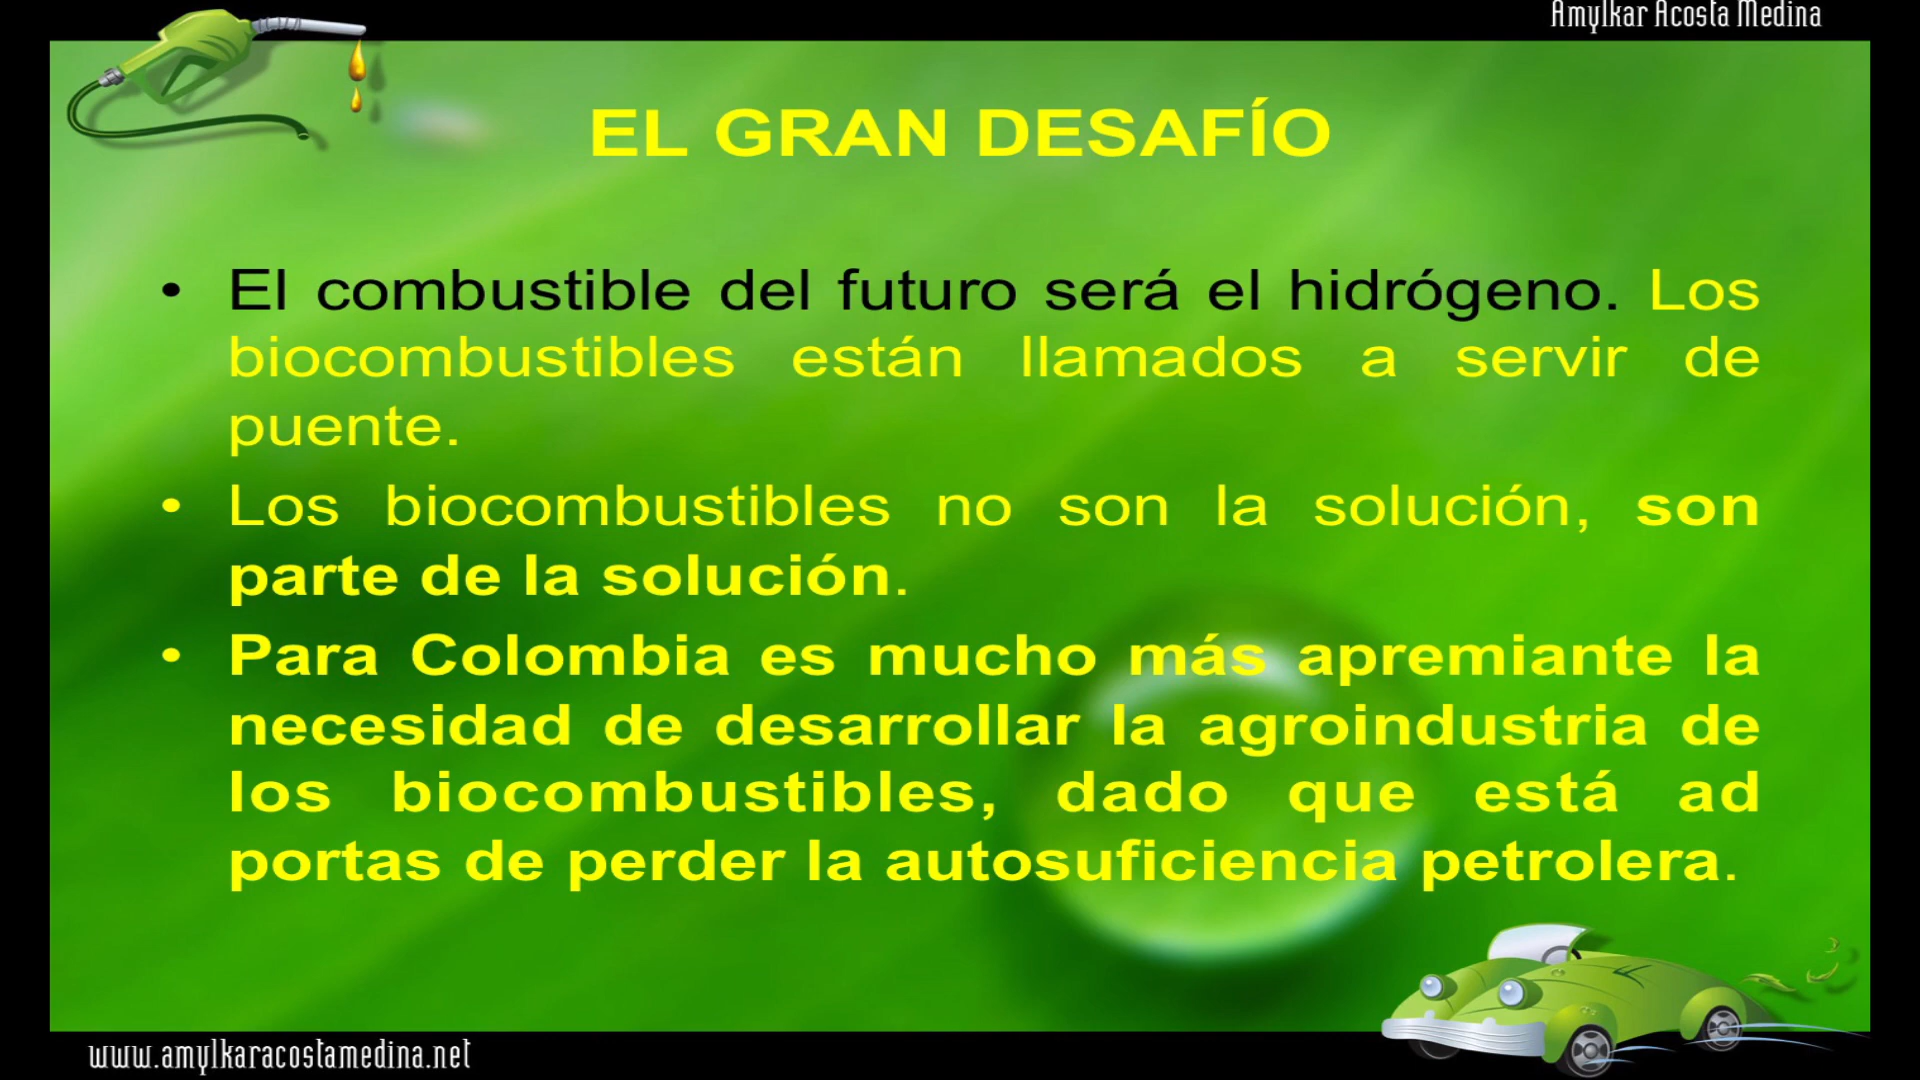 Amylkar Acosta Medina
EL GRAN DESAFÍO
• El combustible del futuro será el hidrógeno. Los
biocombustibles están llamados a servir de
puente.
• Los biocombustibles no son la solución, son
parte de la solución.
• Para Colombia es mucho más apremiante la
necesidad de desarrollar la agroindustria de
los biocombustibles, dado que está ad
portas de perder la autosuficiencia petrolera.
www.amylkaracostamedina.net